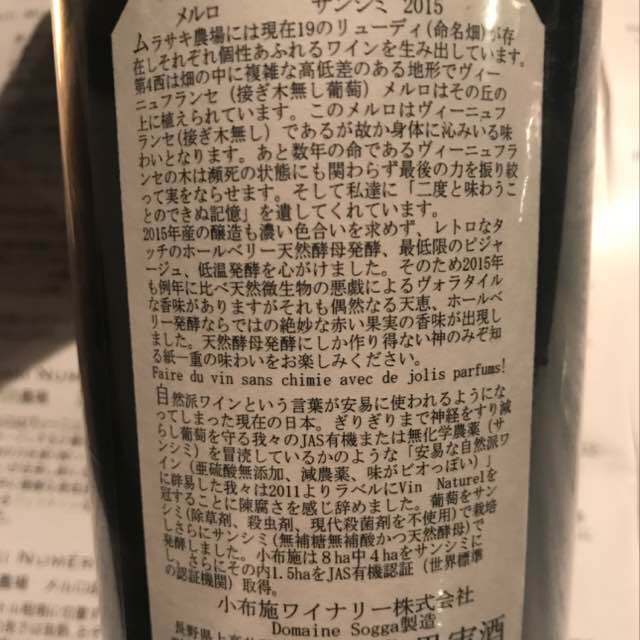 メルロ サンシミ 2015
ムラサキ農場には現在19のリューディ(命名畑)が存
在しそれぞれ個性あふれるワインを生み出しています。
第4西は畑の中に複雑な高低差のある地形でヴィー
ニュフランセ (接ぎ木無し葡萄) メルロはその丘の
上に植えられています。このメルロはヴィーニュフ
ランセ(接ぎ木無し) であるが故か身体に沁みいる味
わいとなります。あと数年の命であるヴィーニュフラ
ンセの木は瀕死の状態にも関わらず最後の力を振り絞
って実をならせます。そして私達に「二度と味わうこ
とのできぬ記憶」を遺してくれています。
2015年産の醸造も濃い色合いを求めず、レトロなタ
ッチのホールベリー天然酵母発酵、最低限のピジャ
ージュ、低温発酵を心がけました。そのため2015年
も例年に比べ天然微生物の悪戯によるヴォラタイル
な香味がありますがそれも偶然なる天恵、ホールベ
リー発酵ならではの絶妙な赤い果実の香味が出現し
ました。天然酵母発酵にしか作り得ない神のみぞ知
る紙一重の味わいをお楽しみください。
Faire du vin sans chimie avec de jolis parfums!
自然派ワインという言葉が安易に使われるようにな
ってしまった現在の日本。ぎりぎりまで神経をすり減
らし葡萄を守る我々のJAS有機または無化学農薬 (サ
ンシミ) を冒涜しているかのような「安易な自然派ワ
イン (亜硫酸無添加、減農薬、味がビオっぽい) 」
に辟易した我々は2011よりラベルにVin Naturelを
冠することに陳腐さを感じ辞めました。葡萄をサン
シミ(除草剤、殺虫剤、現代殺菌剤を不使用)で栽培
しさらにサンシミ(無補糖無補酸かつ天然酵母)で
発酵しました。小布施は8ha中4haをサンシミに
し、さらにその内1.5haをJAS有機認証 (世界標準
の認証機関) 取得。
小布施ワイナリー株式会社
Domaine Sogga製造
長野県上高井
果実酒